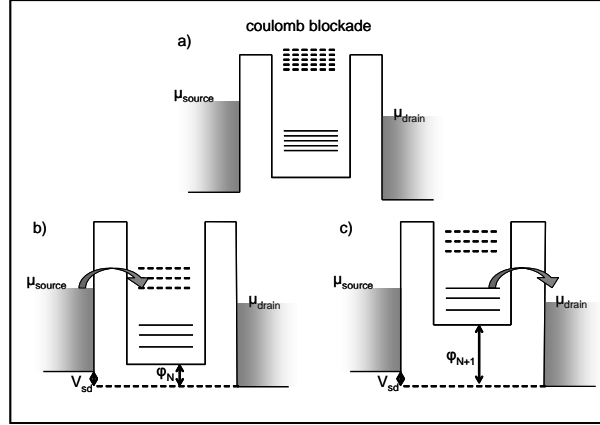 coulomb blockade
a)
μsource
μdrain
b)
c)
μsource
μdrain
φN
Vsd
μsource
μdrain
φN+1
Vsd